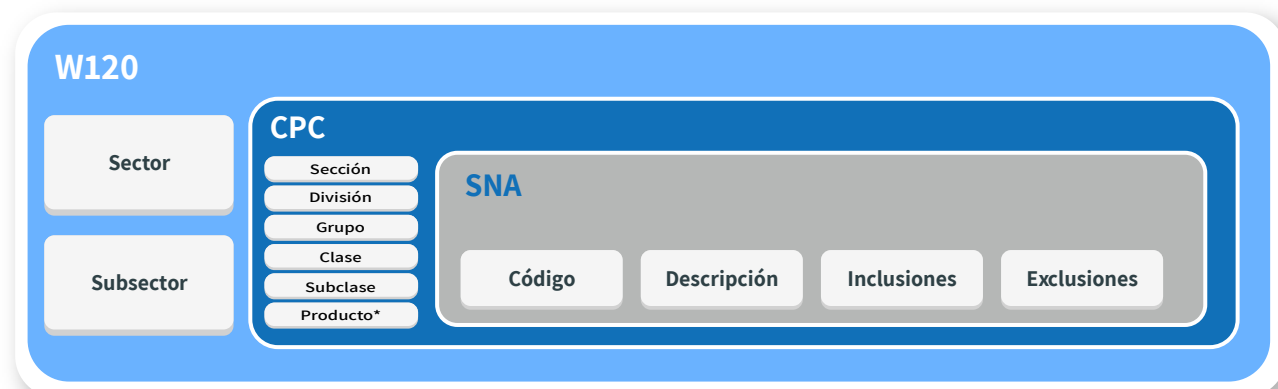 W120
Sector
Subsector
CPC
Sección
División
Grupo
Clase
Subclase
Producto*
SNA
Código
Descripción
Inclusiones
Exclusiones